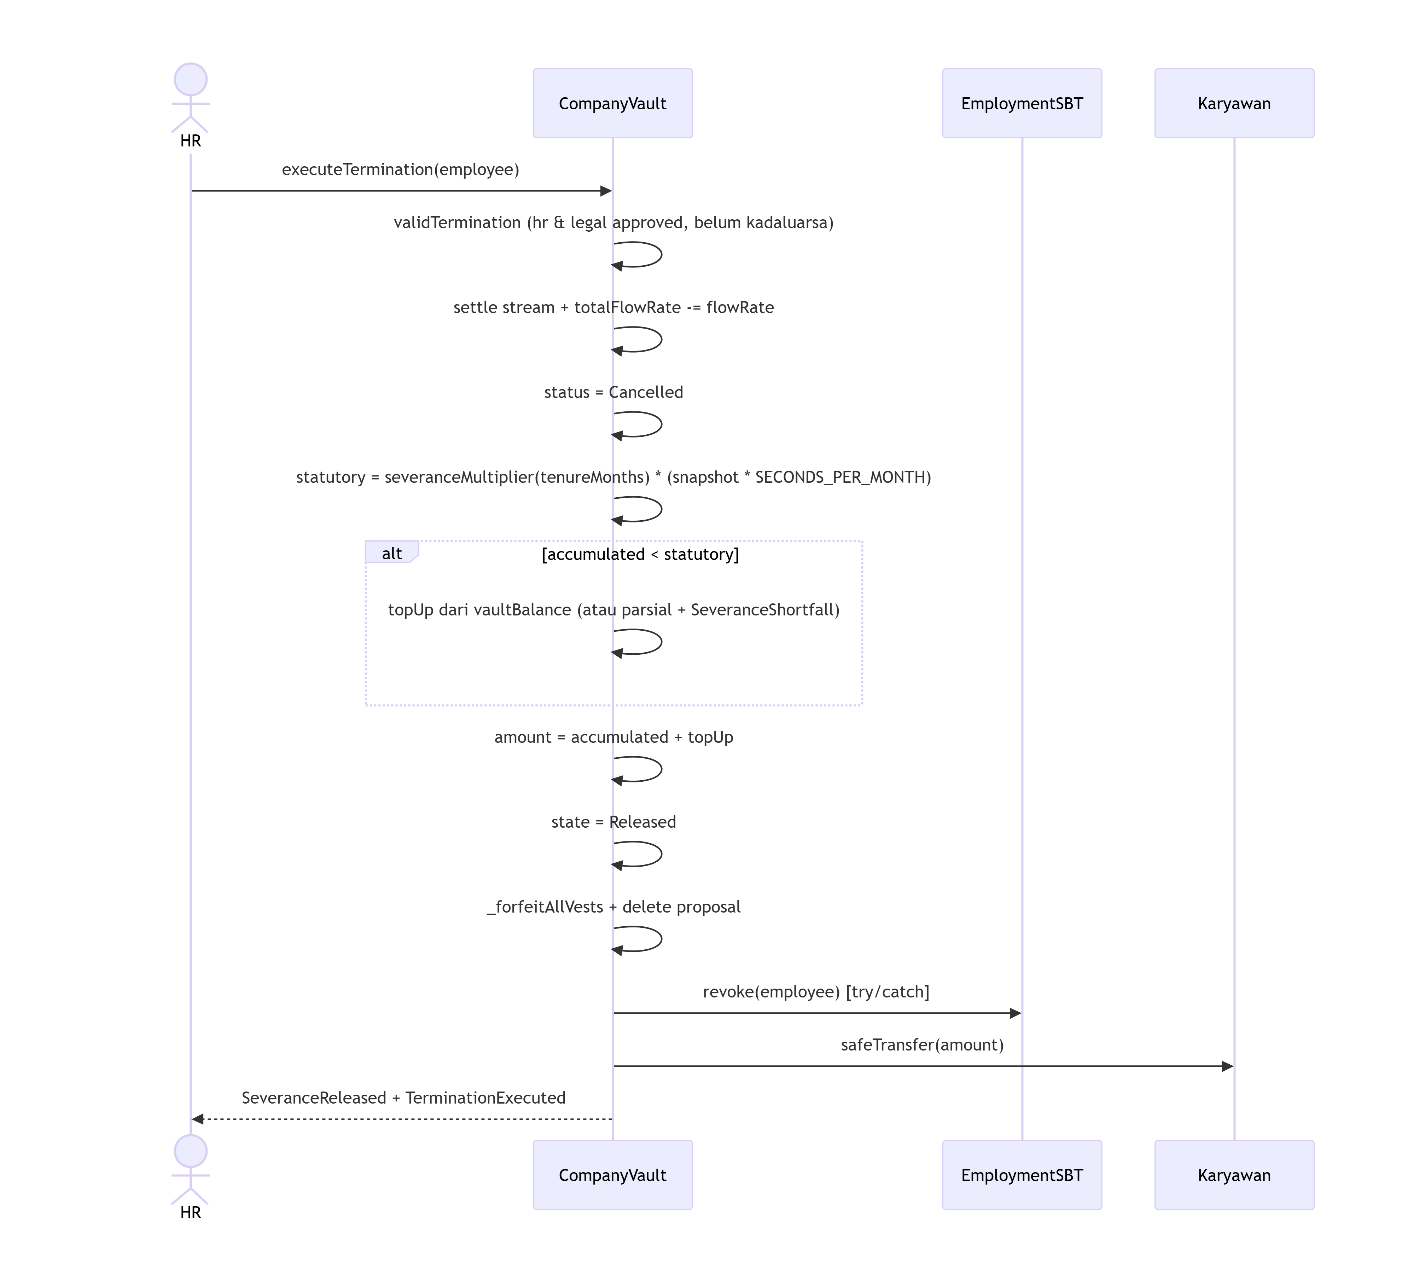 HR
CompanyVault
EmploymentSBT
Karyawan
executeTermination(employee)
validTermination (hr & legal approved, belum kadaluarsa)
settle stream + totalFlowRate -= flowRate
status = Cancelled
statutory = severanceMultiplier(tenureMonths) * (snapshot * SECONDS_PER_MONTH)
alt
[accumulated < statutory]
topUp dari vaultBalance (atau parsial + SeveranceShortfall)
amount = accumulated + topUp
state = Released
_forfeitAllVests + delete proposal
revoke(employee) [try/catch]
safeTransfer(amount)
SeveranceReleased + TerminationExecuted
HR
CompanyVault
EmploymentSBT
Karyawan